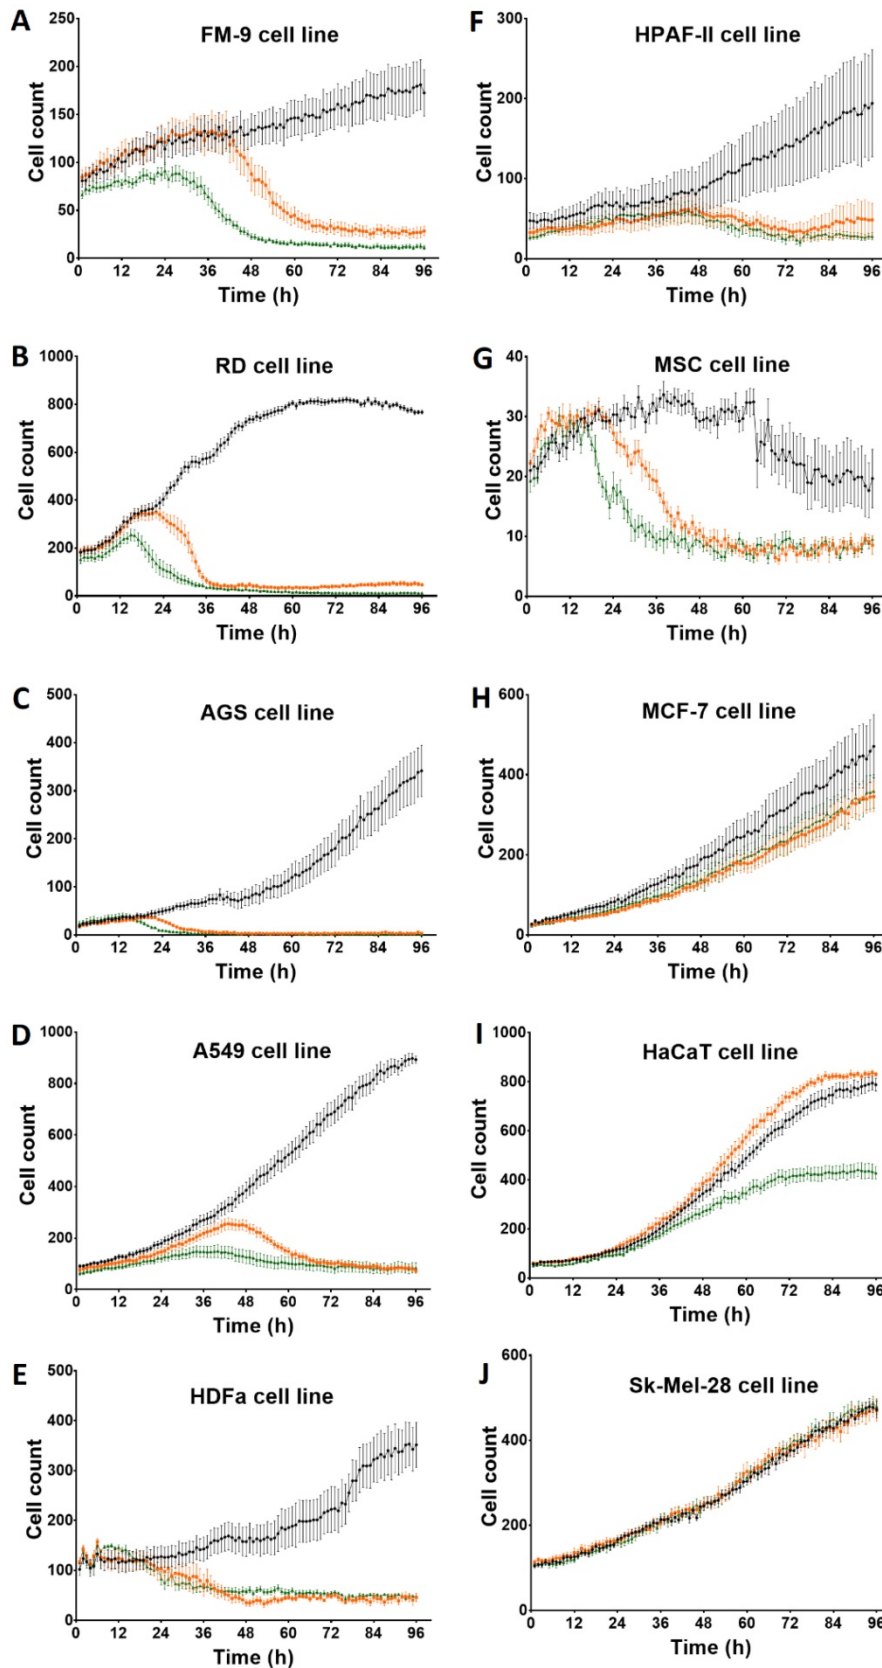 A
FM-9 cell line
Cell count
250
200
150
100
50
0
0 12 24 36 48 60 72 84 96
Time (h)
B
RD cell line
Cell count
1000
800
600
400
200
0
0 12 24 36 48 60 72 84 96
Time (h)
C
AGS cell line
Cell count
500
400
300
200
100
0
0 12 24 36 48 60 72 84 96
Time (h)
D
A549 cell line
Cell count
1000
800
600
400
200
0
0 12 24 36 48 60 72 84 96
Time (h)
E
HDFa cell line
Cell count
500
400
300
200
100
0
0 12 24 36 48 60 72 84 96
Time (h)
F
HPAF-II cell line
Cell count
300
200
100
0
0 12 24 36 48 60 72 84 96
Time (h)
G
MSC cell line
Cell count
40
30
20
10
0
0 12 24 36 48 60 72 84 96
Time (h)
H
MCF-7 cell line
Cell count
600
400
200
0
0 12 24 36 48 60 72 84 96
Time (h)
I
HaCaT cell line
Cell count
1000
800
600
400
200
0
0 12 24 36 48 60 72 84 96
Time (h)
J
Sk-Mel-28 cell line
Cell count
600
400
200
0
0 12 24 36 48 60 72 84 96
Time (h)